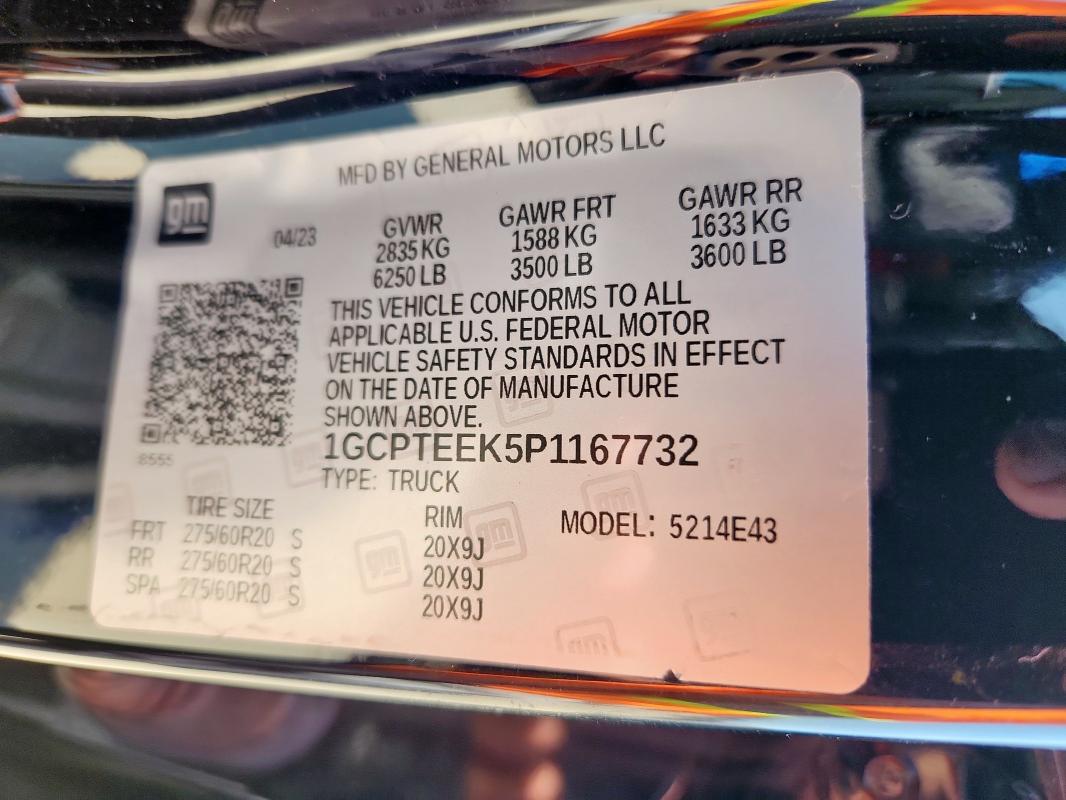 MFD BY GENERAL MOTORS LLC
gm
04/23
GVWR
2835 KG
6250 LB
GAWR FRT
1588 KG
3500 LB
GAWR RR
1633 KG
3600 LB
THIS VEHICLE CONFORMS TO ALL
APPLICABLE U.S. FEDERAL MOTOR
VEHICLE SAFETY STANDARDS IN EFFECT
ON THE DATE OF MANUFACTURE
SHOWN ABOVE.
8555
1GCPTEEK5P1167732
TYPE: TRUCK
TIRE SIZE RIM MODEL: 5214E43
FRT 275/60R20 S 20X9J
RR 275/60R20 S 20X9J
SPA 275/60R20 S 20X9J